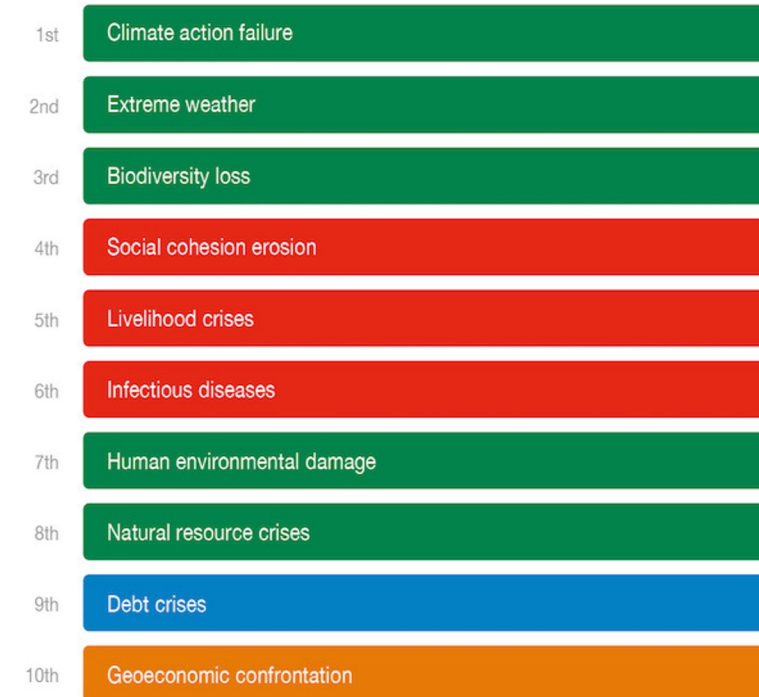 1st Climate action failure
2nd Extreme weather
3rd Biodiversity loss
4th Social cohesion erosion
5th Livelihood crises
6th Infectious diseases
7th Human environmental damage
8th Natural resource crises
9th Debt crises
10th Geoeconomic confrontation